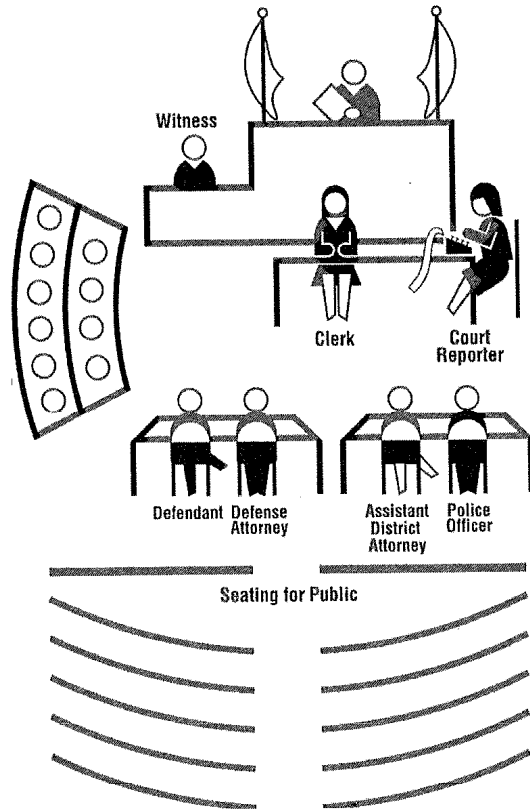 Witness
Clerk
Court
Reporter
Defendant
Defense
Attorney
Assistant
District
Attorney
Police
Officer
Seating for Public